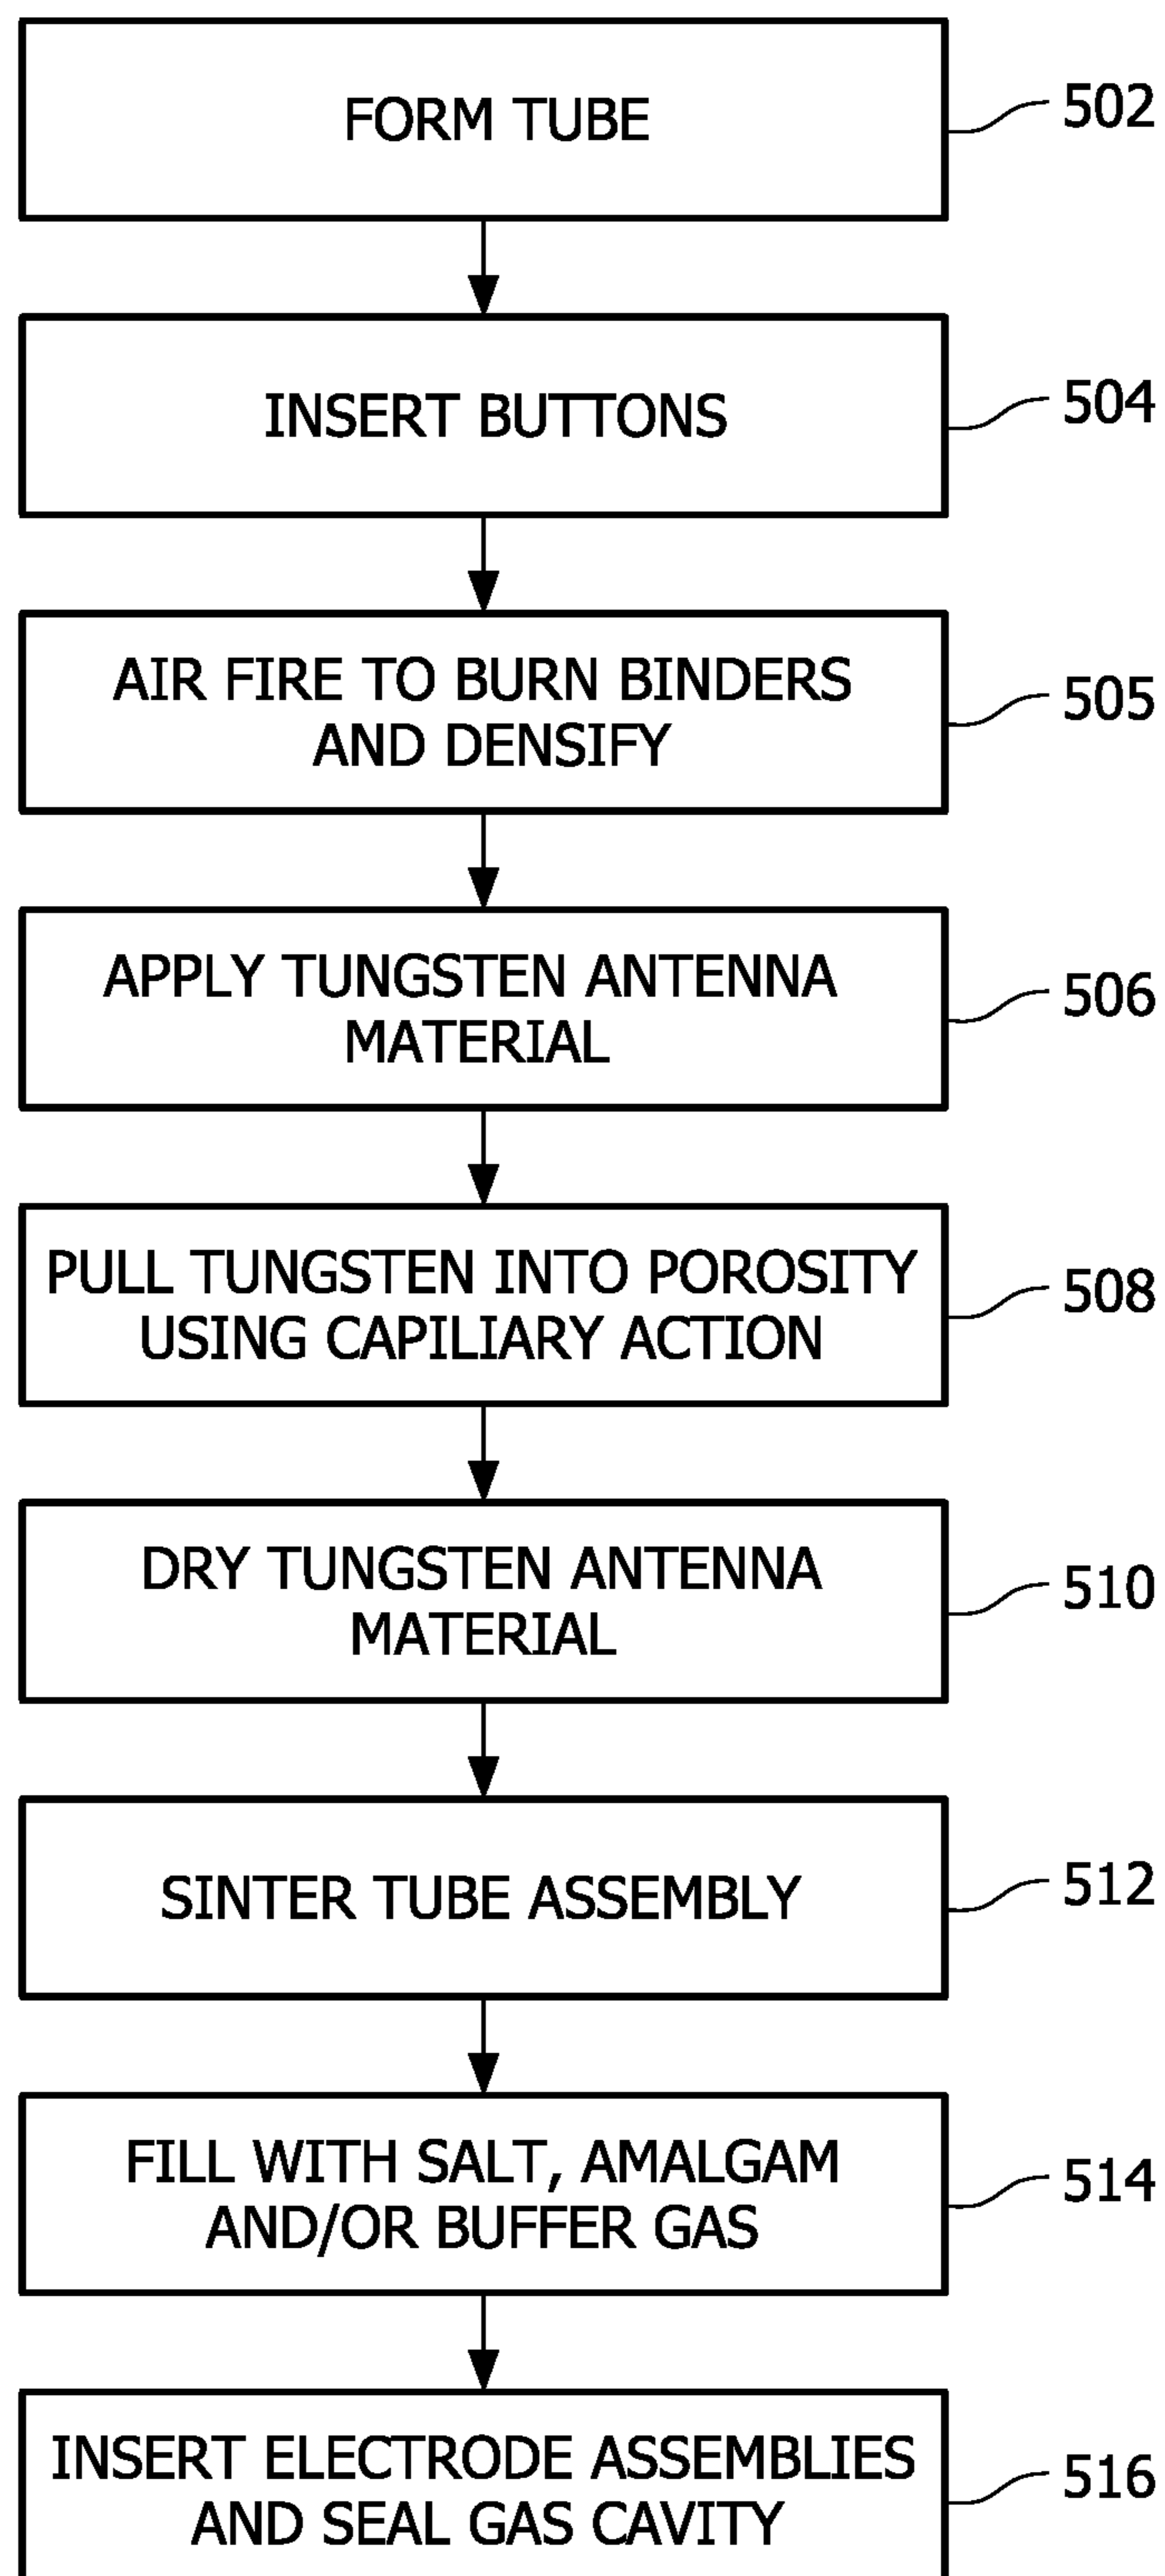 FORM TUBE
502
INSERT BUTTONS
504
AIR FIRE TO BURN BINDERS
AND DENSIFY
505
APPLY TUNGSTEN ANTENNA
MATERIAL
506
PULL TUNGSTEN INTO POROSITY
USING CAPILIARY ACTION
508
DRY TUNGSTEN ANTENNA
MATERIAL
510
SINTER TUBE ASSEMBLY
512
FILL WITH SALT, AMALGAM
AND/OR BUFFER GAS
514
INSERT ELECTRODE ASSEMBLIES
AND SEAL GAS CAVITY
516